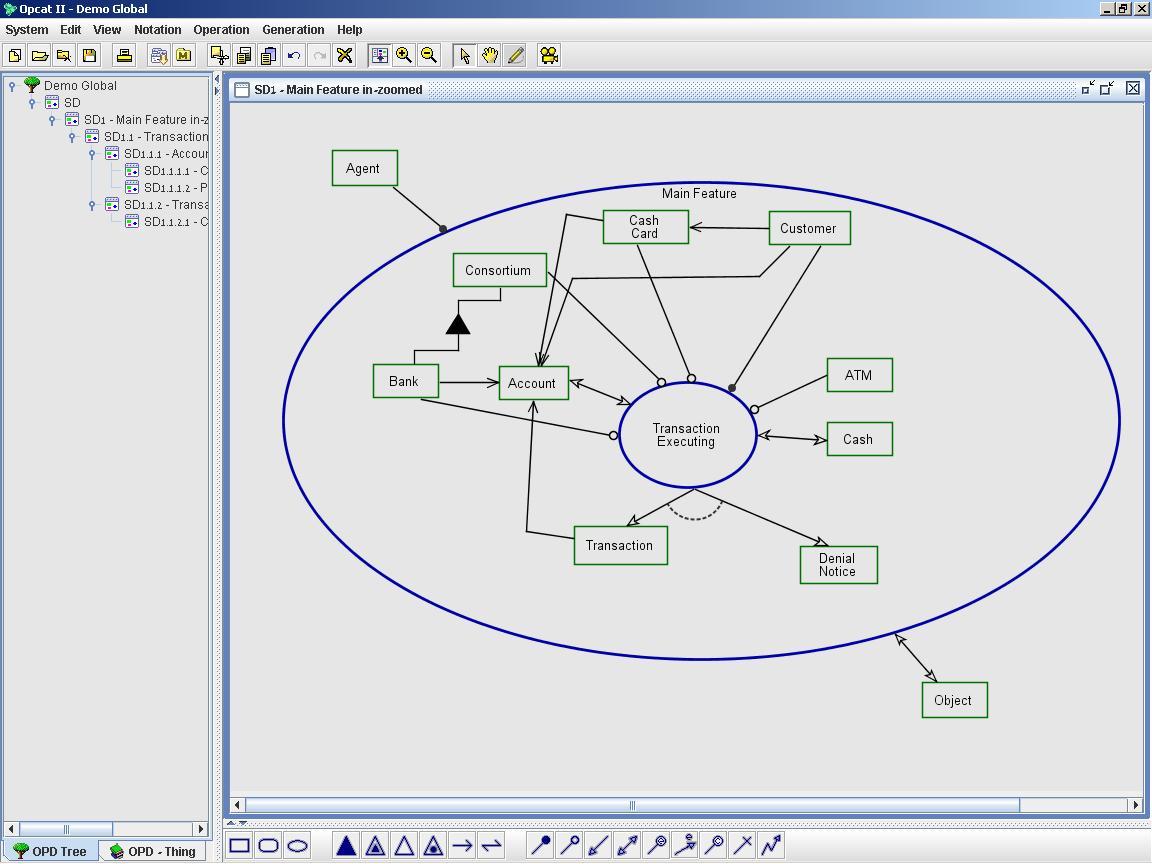 Opcat II - Demo Global
System Edit View Notation Operation Generation Help
Demo Global
SD
SD1 - Main Feature in-z
SD1.1 - Transaction
SD1.1.1 - Accour
SD1.1.1.1 - C
SD1.1.1.2 - P
SD1.1.2 - Transa
SD1.1.2.1 - C
OPD Tree
OPD - Thing
SD1 - Main Feature in-zoomed
Agent
Main Feature
Cash
Card
Customer
Consortium
Bank
Account
ATM
Transaction
Executing
Cash
Transaction
Denial
Notice
Object